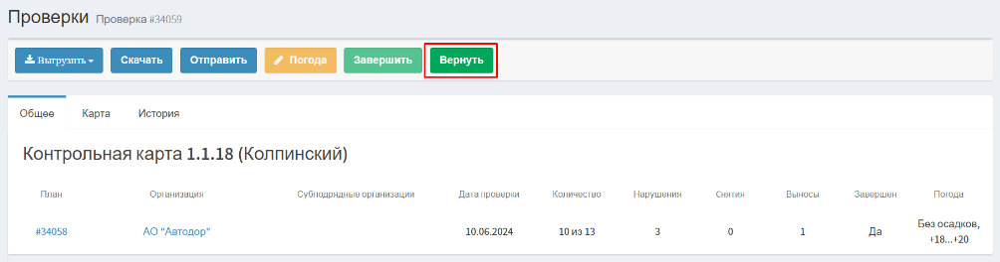 Проверки Проверка #34059
Выгрузить Скачать Отправить Погода Завершить Вернуть
Общее Карта История
Контрольная карта 1.1.18 (Колпинский)
План Организация Субподрядные организации Дата проверки Количество Нарушения Снятия Выносы Завершен Погода
#34058 АО "Автодор" 10.06.2024 10 из 13 3 0 1 Да Без осадков,
+18...+20